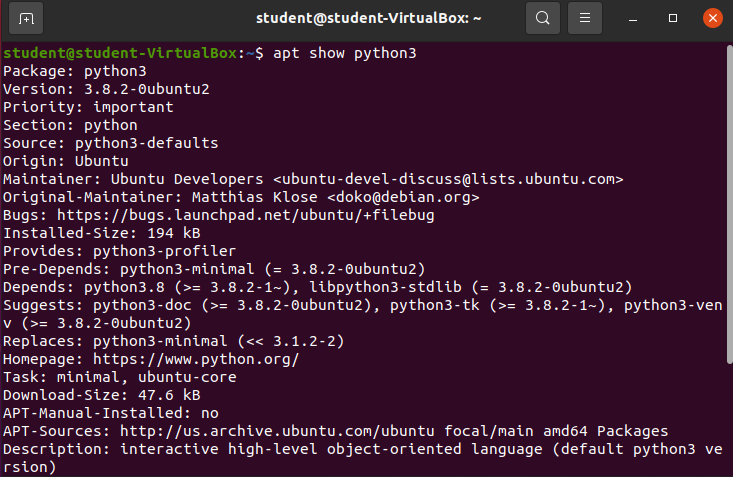 student@student-VirtualBox: ~
student@student-VirtualBox:~$ apt show python3
Package: python3
Version: 3.8.2-0ubuntu2
Priority: important
Section: python
Source: python3-defaults
Origin: Ubuntu
Maintainer: Ubuntu Developers <ubuntu-devel-discuss@lists.ubuntu.com>
Original-Maintainer: Matthias Klose <doko@debian.org>
Bugs: https://bugs.launchpad.net/ubuntu/+filebug
Installed-Size: 194 kB
Provides: python3-profiler
Pre-Depends: python3-minimal (= 3.8.2-0ubuntu2)
Depends: python3.8 (>= 3.8.2-1~), libpython3-stdlib (= 3.8.2-0ubuntu2)
Suggests: python3-doc (>= 3.8.2-0ubuntu2), python3-tk (>= 3.8.2-1~), python3-ven
v (>= 3.8.2-0ubuntu2)
Replaces: python3-minimal (<< 3.1.2-2)
Homepage: https://www.python.org/
Task: minimal, ubuntu-core
Download-Size: 47.6 kB
APT-Manual-Installed: no
APT-Sources: http://us.archive.ubuntu.com/ubuntu focal/main amd64 Packages
Description: interactive high-level object-oriented language (default python3 ve
rsion)